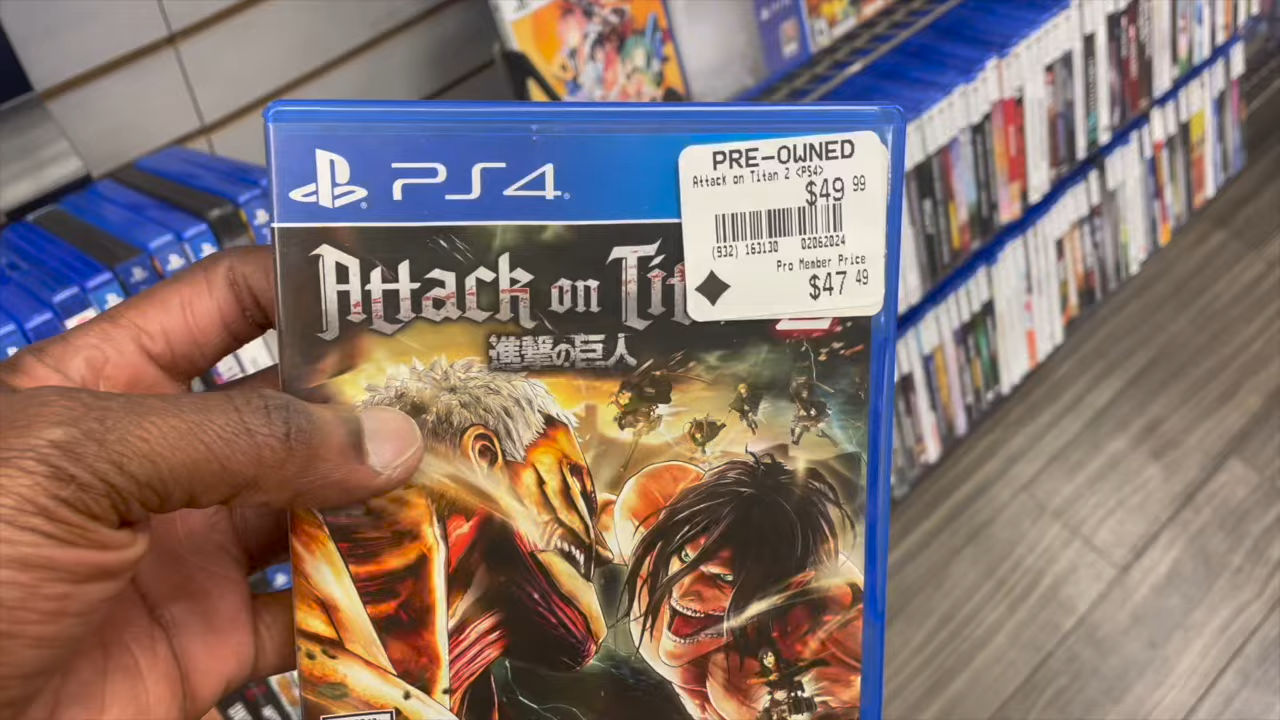 PS4
PRE-OWNED
Attack on Titan 2 <PS4>
$49 99
(932) 163130 02062024
Pro Member Price
$47 49
Attack on Tit
進撃の巨人